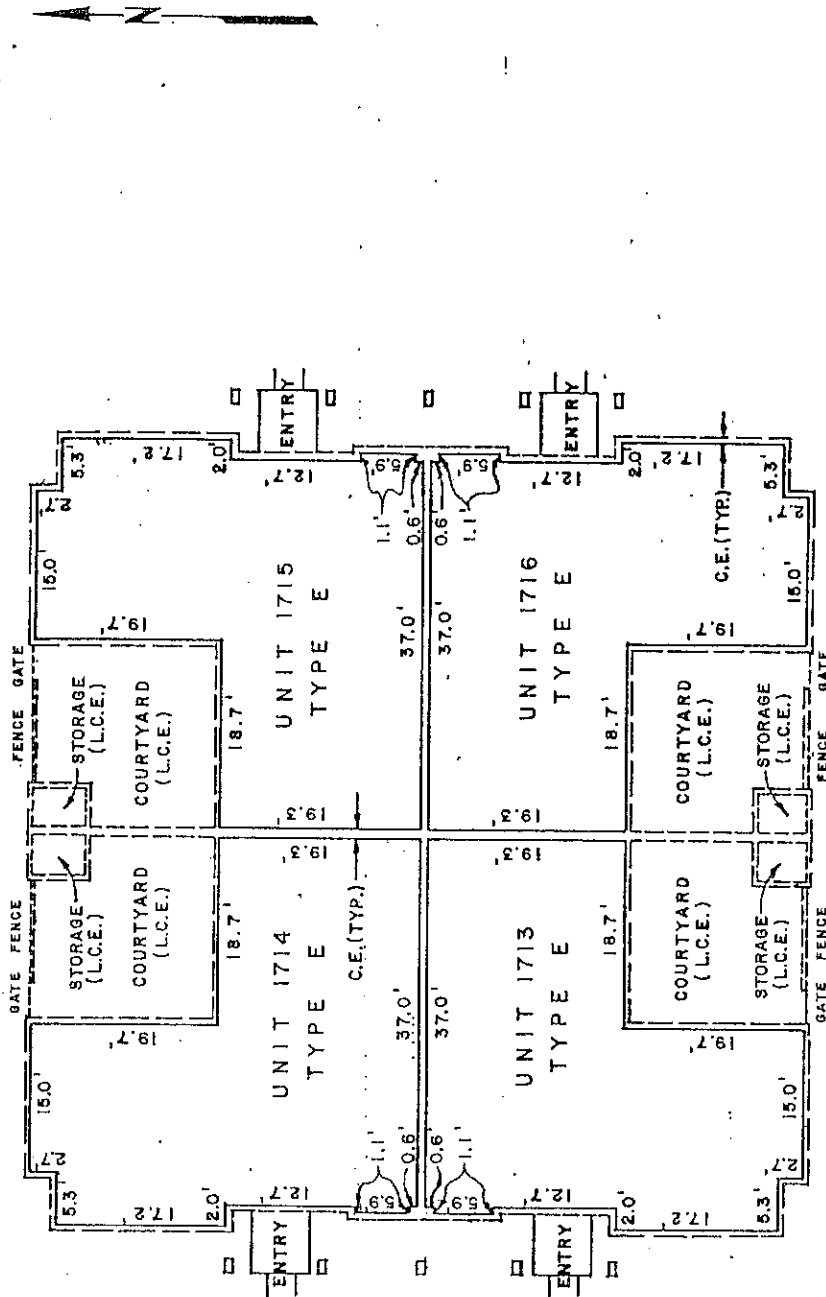 N
FENCE GATE
GATE FENCE
5.3'
17.2'
2.0'
2.7'
15.0'
12.7'
ENTRY
1.1'
5.9'
0.6'
19.7'
UNIT 1715
TYPE E
37.0'
18.7'
19.3'
STORAGE
(L.C.E.)
COURTYARD
(L.C.E.)
ENTRY
12.7'
2.0'
17.2'
5.3'
2.7'
15.0'
5.9'
0.6'
1.1'
C.E.(TYP.)
UNIT 1716
TYPE E
37.0'
19.7'
18.7'
19.3'
COURTYARD
(L.C.E.)
STORAGE
(L.C.E.)
FENCE GATE
STORAGE
(L.C.E.)
COURTYARD
(L.C.E.)
19.3'
C.E.(TYP.)
18.7'
19.7'
UNIT 1714
TYPE E
37.0'
15.0'
2.7'
5.3'
17.2'
2.0'
12.7'
1.1'
5.9'
0.6'
ENTRY
19.3'
18.7'
COURTYARD
(L.C.E.)
STORAGE
(L.C.E.)
GATE FENCE
37.0'
UNIT 1713
TYPE E
19.7'
15.0'
2.7'
5.3'
17.2'
2.0'
12.7'
0.6'
5.9'
1.1'
ENTRY